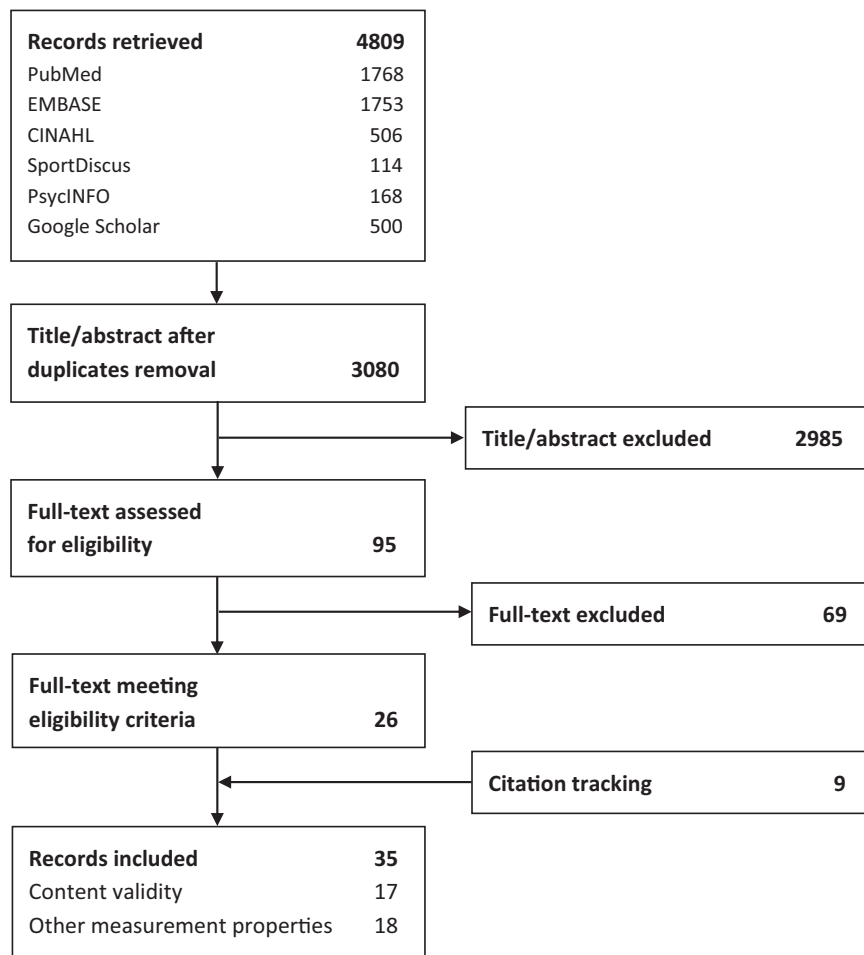 Records retrieved 4809
PubMed 1768
EMBASE 1753
CINAHL 506
SportDiscus 114
PsycINFO 168
Google Scholar 500
Title/abstract after
duplicates removal 3080
Title/abstract excluded 2985
Full-text assessed
for eligibility 95
Full-text excluded 69
Full-text meeting
eligibility criteria 26
Citation tracking 9
Records included 35
Content validity 17
Other measurement properties 18